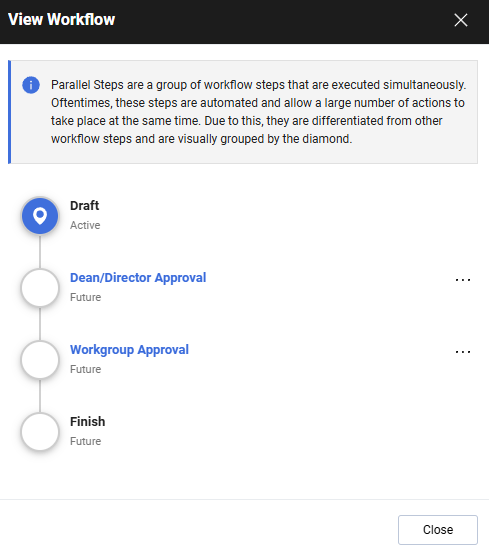 View Workflow
Parallel Steps are a group of workflow steps that are executed simultaneously.
Oftentimes, these steps are automated and allow a large number of actions to
take place at the same time. Due to this, they are differentiated from other
workflow steps and are visually grouped by the diamond.
Draft
Active
Dean/Director Approval
Future
Workgroup Approval
Future
Finish
Future
Close